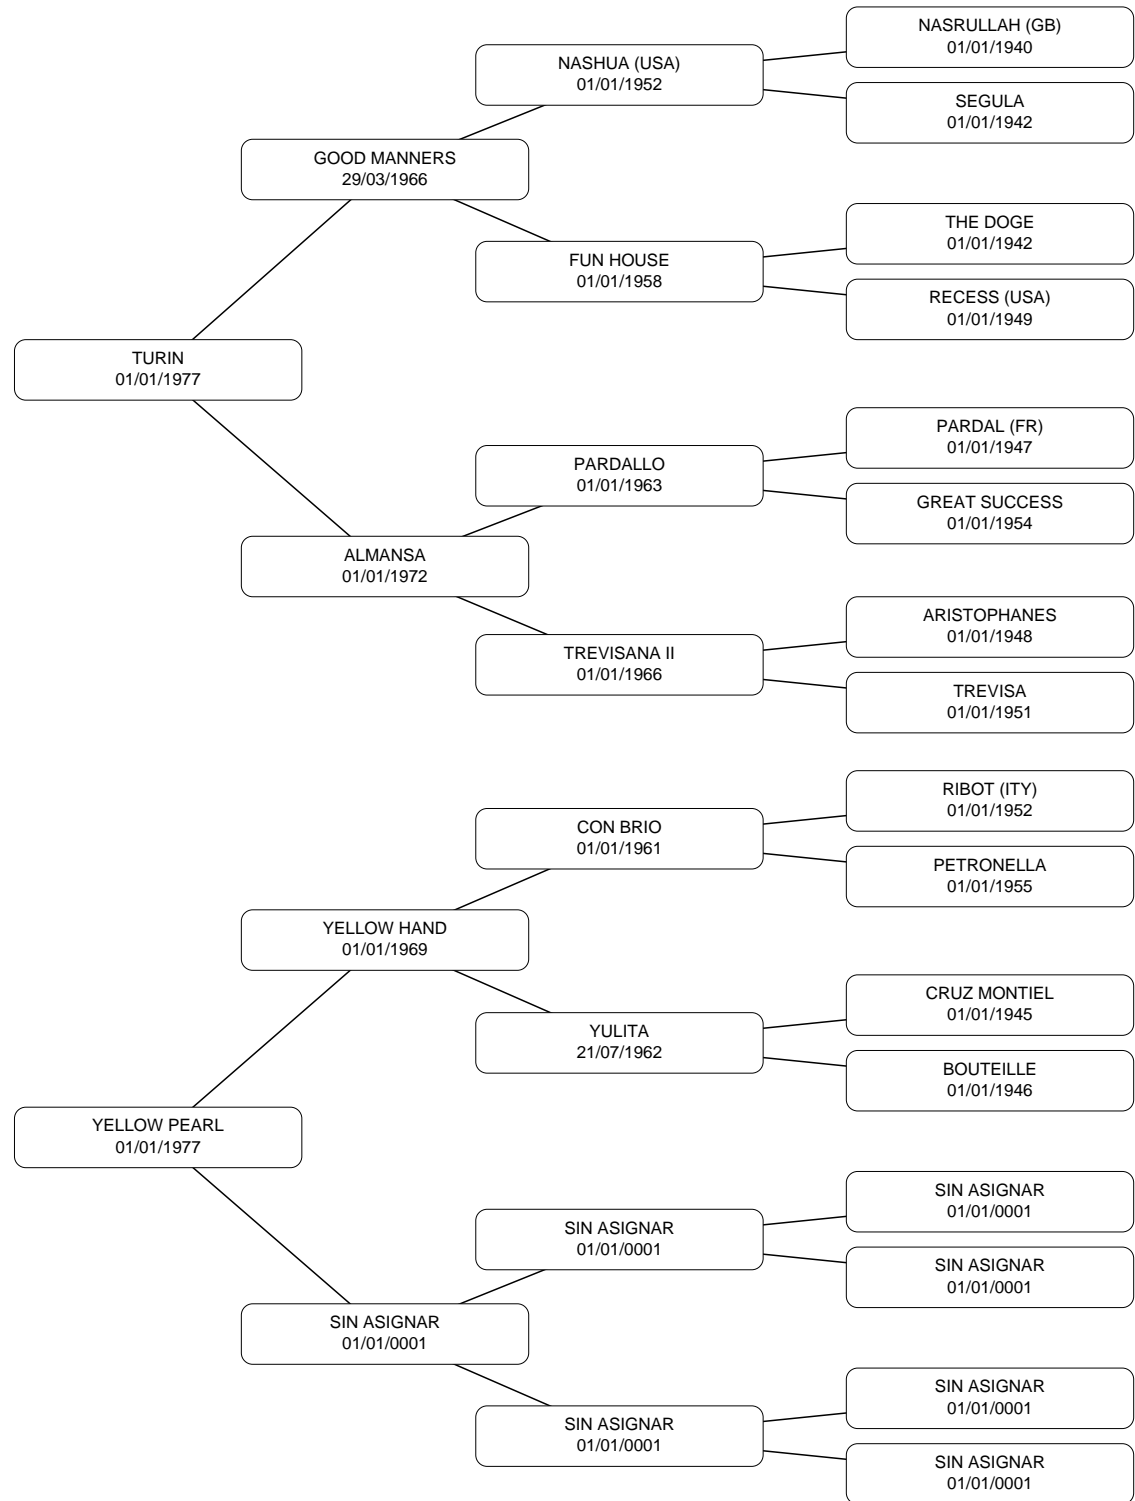 NASRULLAH (GB)
01/01/1940
NASHUA (USA)
01/01/1952
SEGULA
01/01/1942
GOOD MANNERS
29/03/1966
THE DOGE
01/01/1942
FUN HOUSE
01/01/1958
RECESS (USA)
01/01/1949
TURIN
01/01/1977
PARDAL (FR)
01/01/1947
PARDALLO
01/01/1963
GREAT SUCCESS
01/01/1954
ALMANSA
01/01/1972
ARISTOPHANES
01/01/1948
TREVISANA II
01/01/1966
TREVISA
01/01/1951
RIBOT (ITY)
01/01/1952
CON BRIO
01/01/1961
PETRONELLA
01/01/1955
YELLOW HAND
01/01/1969
CRUZ MONTIEL
01/01/1945
YULITA
21/07/1962
BOUTEILLE
01/01/1946
YELLOW PEARL
01/01/1977
SIN ASIGNAR
01/01/0001
SIN ASIGNAR
01/01/0001
SIN ASIGNAR
01/01/0001
SIN ASIGNAR
01/01/0001
SIN ASIGNAR
01/01/0001
SIN ASIGNAR
01/01/0001
SIN ASIGNAR
01/01/0001